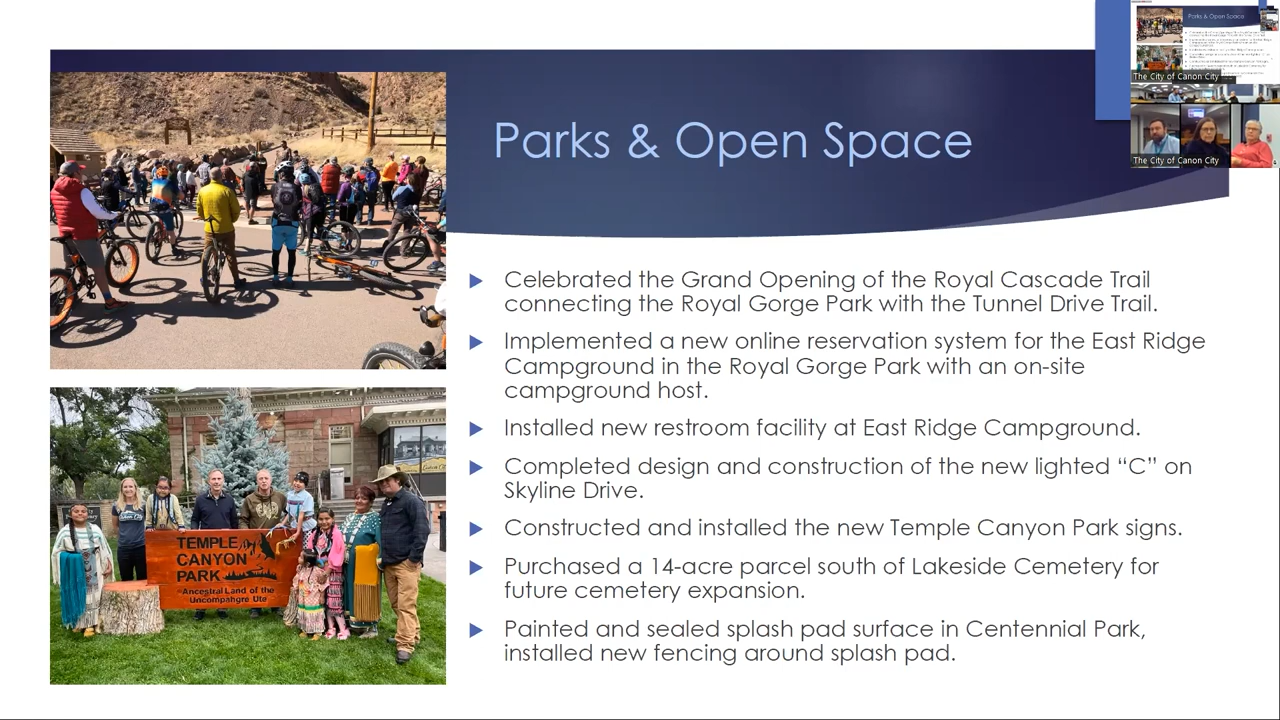 Parks & Open Space
The City of Canon City
The City of Canon City
Parks & Open Space
Celebrated the Grand Opening of the Royal Cascade Trail
connecting the Royal Gorge Park with the Tunnel Drive Trail.
Implemented a new online reservation system for the East Ridge
Campground in the Royal Gorge Park with an on-site
campground host.
Installed new restroom facility at East Ridge Campground.
Completed design and construction of the new lighted “C” on
Skyline Drive.
Constructed and installed the new Temple Canyon Park signs.
Purchased a 14-acre parcel south of Lakeside Cemetery for
future cemetery expansion.
Painted and sealed splash pad surface in Centennial Park,
installed new fencing around splash pad.
TEMPLE
CANYON
PARK
Ancestral Land of the
Uncompahgre Ute